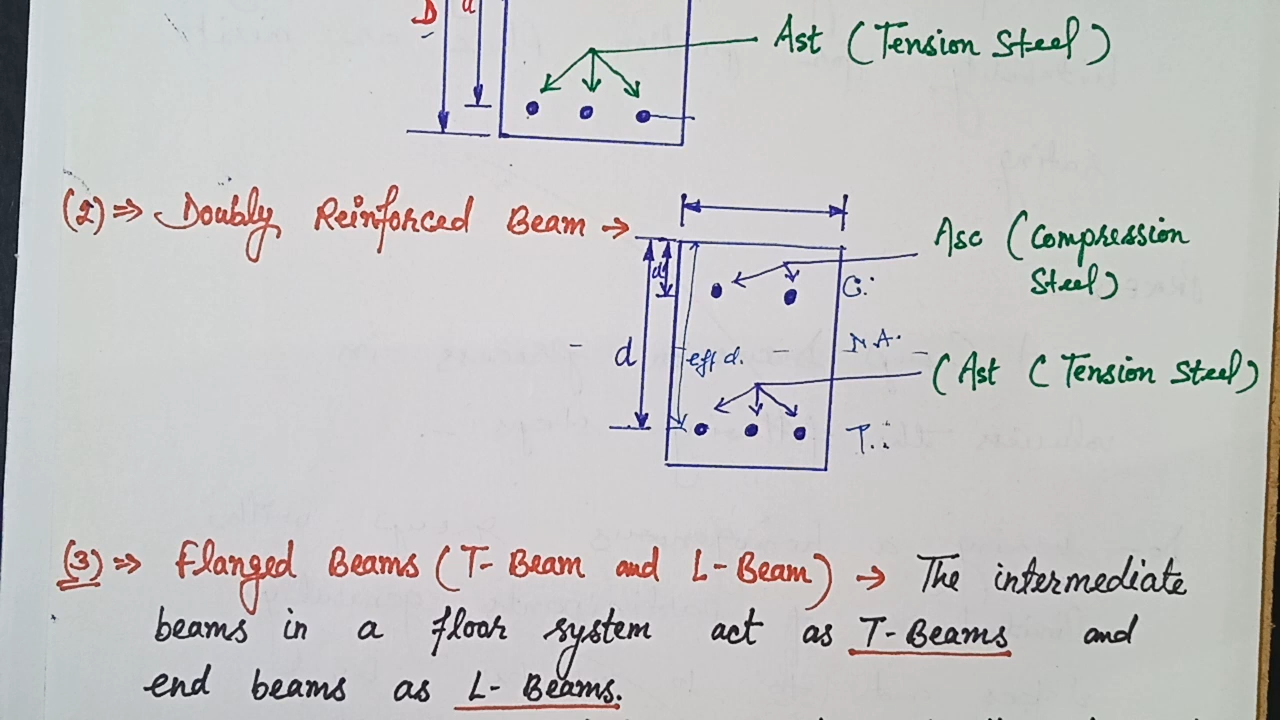 D d
Ast (Tension Steel)
(2) ⇒ Doubly Reinforced Beam →
Asc (Compression
Steel)
d'
C.
d
eff d.
N.A.
(Ast (Tension Steel)
T.
(3) ⇒ Flanged Beams (T-Beam and L-Beam) → The intermediate
beams in a floor system act as T-Beams and
end beams as L-Beams.